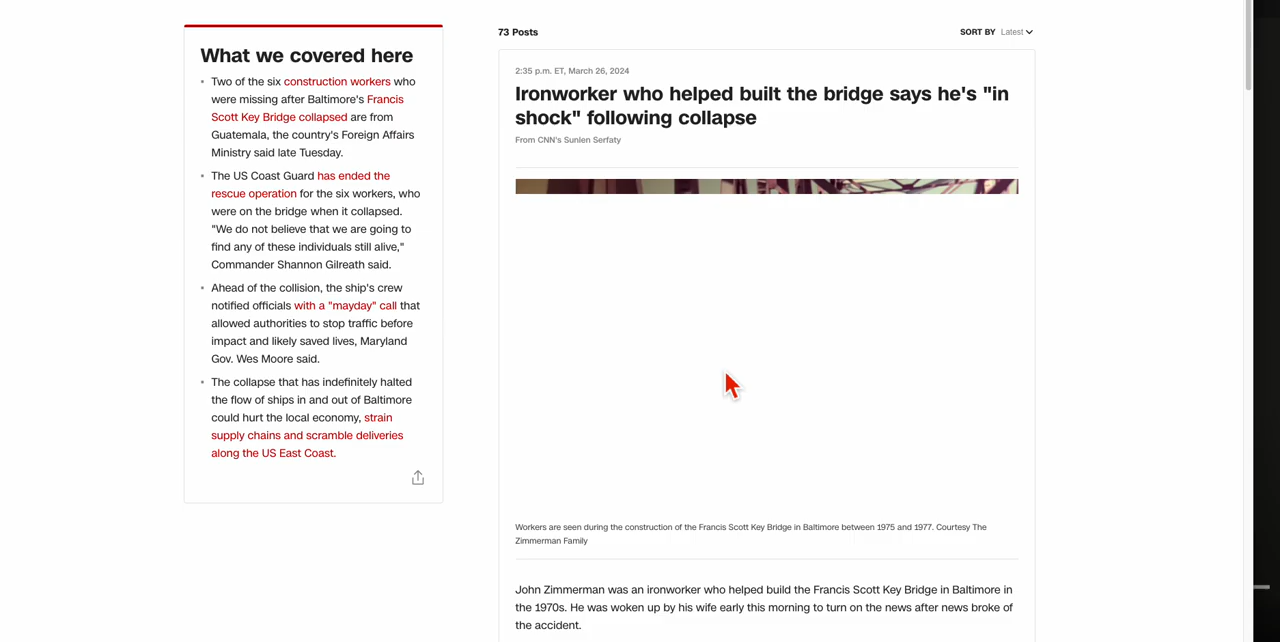 What we covered here
• Two of the six construction workers who
were missing after Baltimore's Francis
Scott Key Bridge collapsed are from
Guatemala, the country's Foreign Affairs
Ministry said late Tuesday.
• The US Coast Guard has ended the
rescue operation for the six workers, who
were on the bridge when it collapsed.
"We do not believe that we are going to
find any of these individuals still alive,"
Commander Shannon Gilreath said.
• Ahead of the collision, the ship's crew
notified officials with a "mayday" call that
allowed authorities to stop traffic before
impact and likely saved lives, Maryland
Gov. Wes Moore said.
• The collapse that has indefinitely halted
the flow of ships in and out of Baltimore
could hurt the local economy, strain
supply chains and scramble deliveries
along the US East Coast.
73 Posts
SORT BY Latest
2:35 p.m. ET, March 26, 2024
Ironworker who helped built the bridge says he's "in
shock" following collapse
From CNN's Sunlen Serfaty
Workers are seen during the construction of the Francis Scott Key Bridge in Baltimore between 1975 and 1977. Courtesy The
Zimmerman Family
John Zimmerman was an ironworker who helped build the Francis Scott Key Bridge in Baltimore in
the 1970s. He was woken up by his wife early this morning to turn on the news after news broke of
the accident.